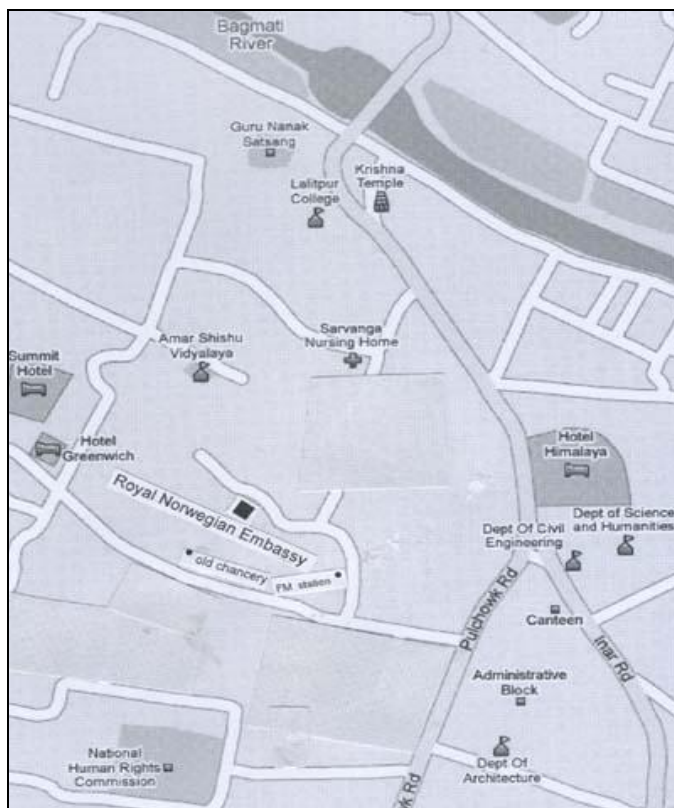 Bagmati
River
Guru Nanak
Satsang
Krishna
Temple
Lalitpur
College
Sarvanga
Nursing Home
Amar Shishu
Vidyalaya
Summit
Hotel
Hotel
Greenwich
Hotel
Himalaya
Royal Norwegian Embassy
Dept of Science
and Humanities
Dept Of Civil
Engineering
old chancery
FM station
Pulchowk Rd
Canteen
Inar Rd
Administrative
Block
National
Human Rights
Commission
Dept Of
Architecture
k Rd